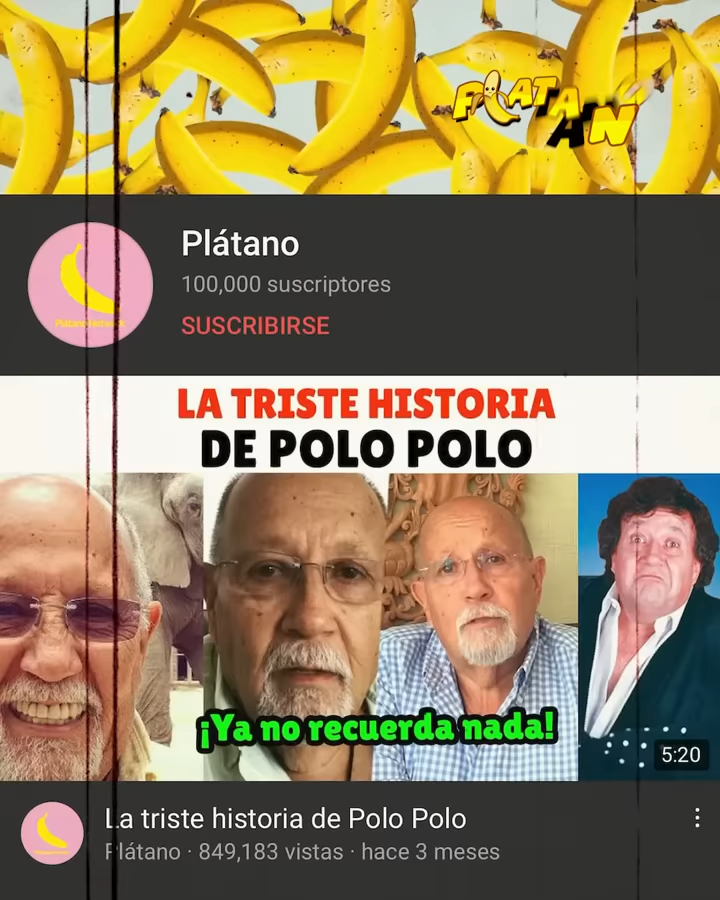 Plátano
100,000 suscriptores
SUSCRIBIRSE
LA TRISTE HISTORIA
DE POLO POLO
¡Ya no recuerda nada!
5:20
La triste historia de Polo Polo
Plátano · 849,183 vistas · hace 3 meses